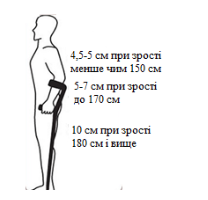 4,5-5 см при зрості
менше чим 150 см
5-7 см при зрості
до 170 см
10 см при зрості
180 см і вище